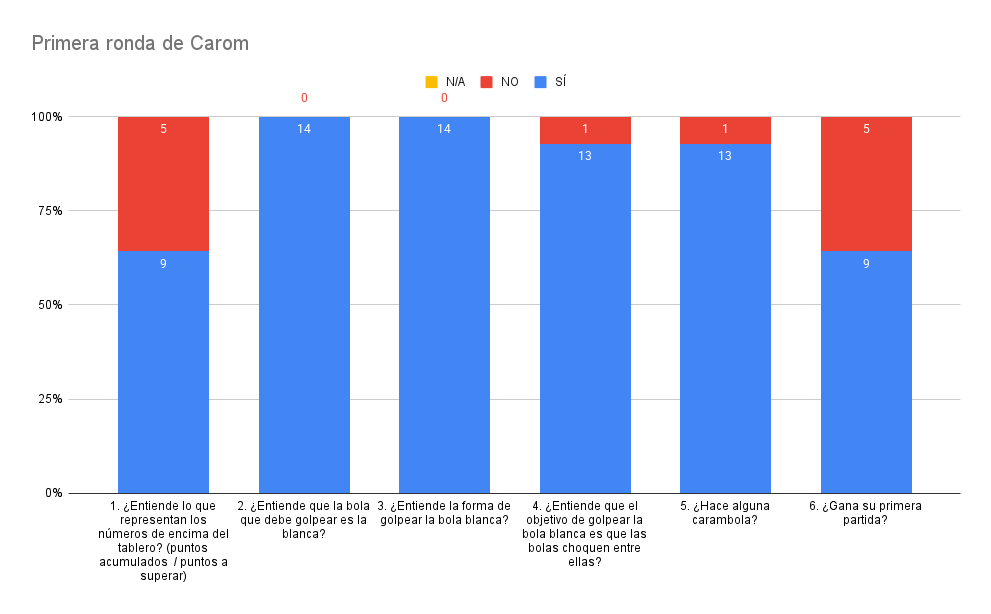 Primera ronda de Carom
N/A NO SÍ
0 0
100%
5 14 14 1 1 5
13 13
75%
9 9
50%
25%
0%
1. ¿Entiende lo que
representan los
números de encima del
tablero? (puntos
acumulados / puntos a
superar)
2. ¿Entiende que la bola
que debe golpear es la
blanca?
3. ¿Entiende la forma de
golpear la bola blanca?
4. ¿Entiende que el
objetivo de golpear la
bola blanca es que las
bolas choquen entre
ellas?
5. ¿Hace alguna
carambola?
6. ¿Gana su primera
partida?